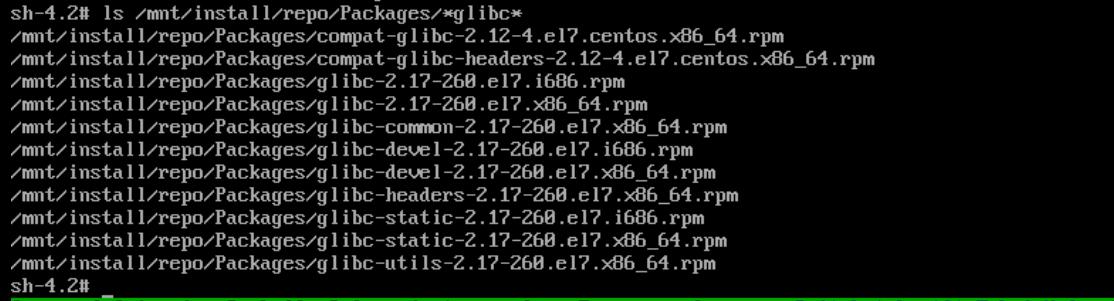 sh-4.2# ls /mnt/install/repo/Packages/*glibc*
/mnt/install/repo/Packages/compat-glibc-2.12-4.el7.centos.x86_64.rpm
/mnt/install/repo/Packages/compat-glibc-headers-2.12-4.el7.centos.x86_64.rpm
/mnt/install/repo/Packages/glibc-2.17-260.el7.i686.rpm
/mnt/install/repo/Packages/glibc-2.17-260.el7.x86_64.rpm
/mnt/install/repo/Packages/glibc-common-2.17-260.el7.x86_64.rpm
/mnt/install/repo/Packages/glibc-devel-2.17-260.el7.i686.rpm
/mnt/install/repo/Packages/glibc-devel-2.17-260.el7.x86_64.rpm
/mnt/install/repo/Packages/glibc-headers-2.17-260.el7.x86_64.rpm
/mnt/install/repo/Packages/glibc-static-2.17-260.el7.i686.rpm
/mnt/install/repo/Packages/glibc-static-2.17-260.el7.x86_64.rpm
/mnt/install/repo/Packages/glibc-utils-2.17-260.el7.x86_64.rpm
sh-4.2#